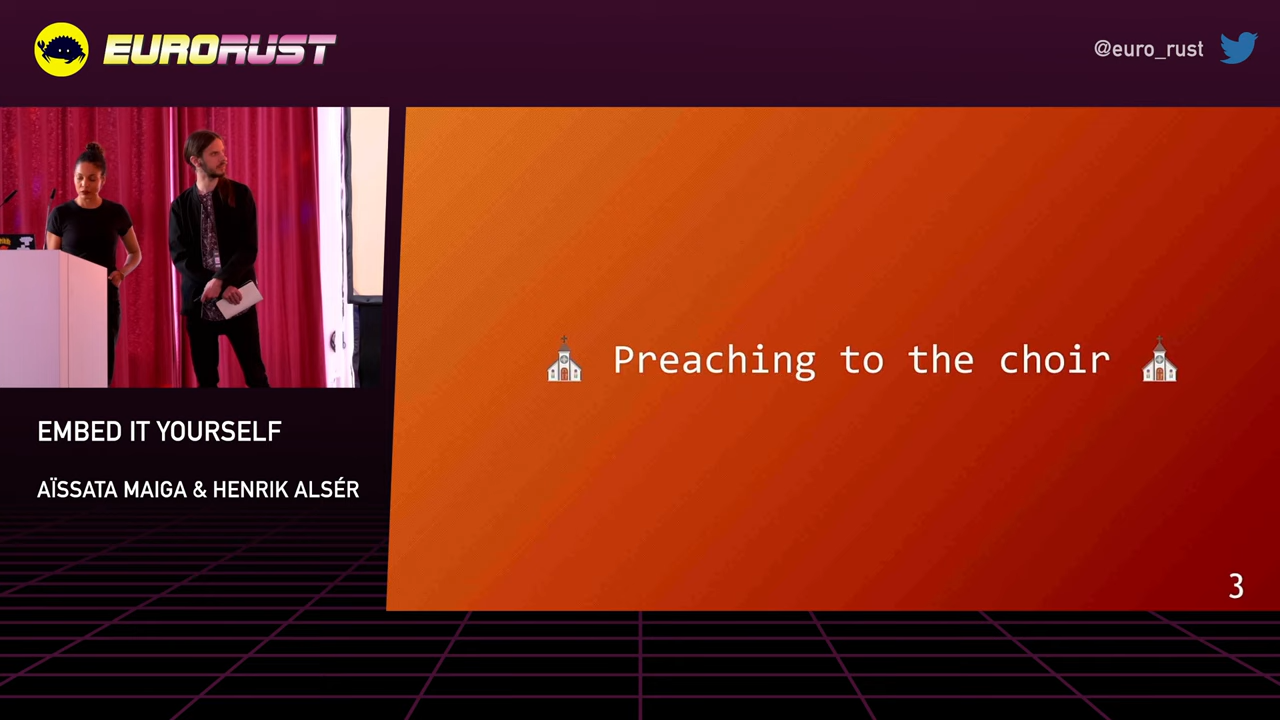 EURORUST
@euro_rust
Preaching to the choir
EMBED IT YOURSELF
AÏSSATA MAIGA & HENRIK ALSÉR
3